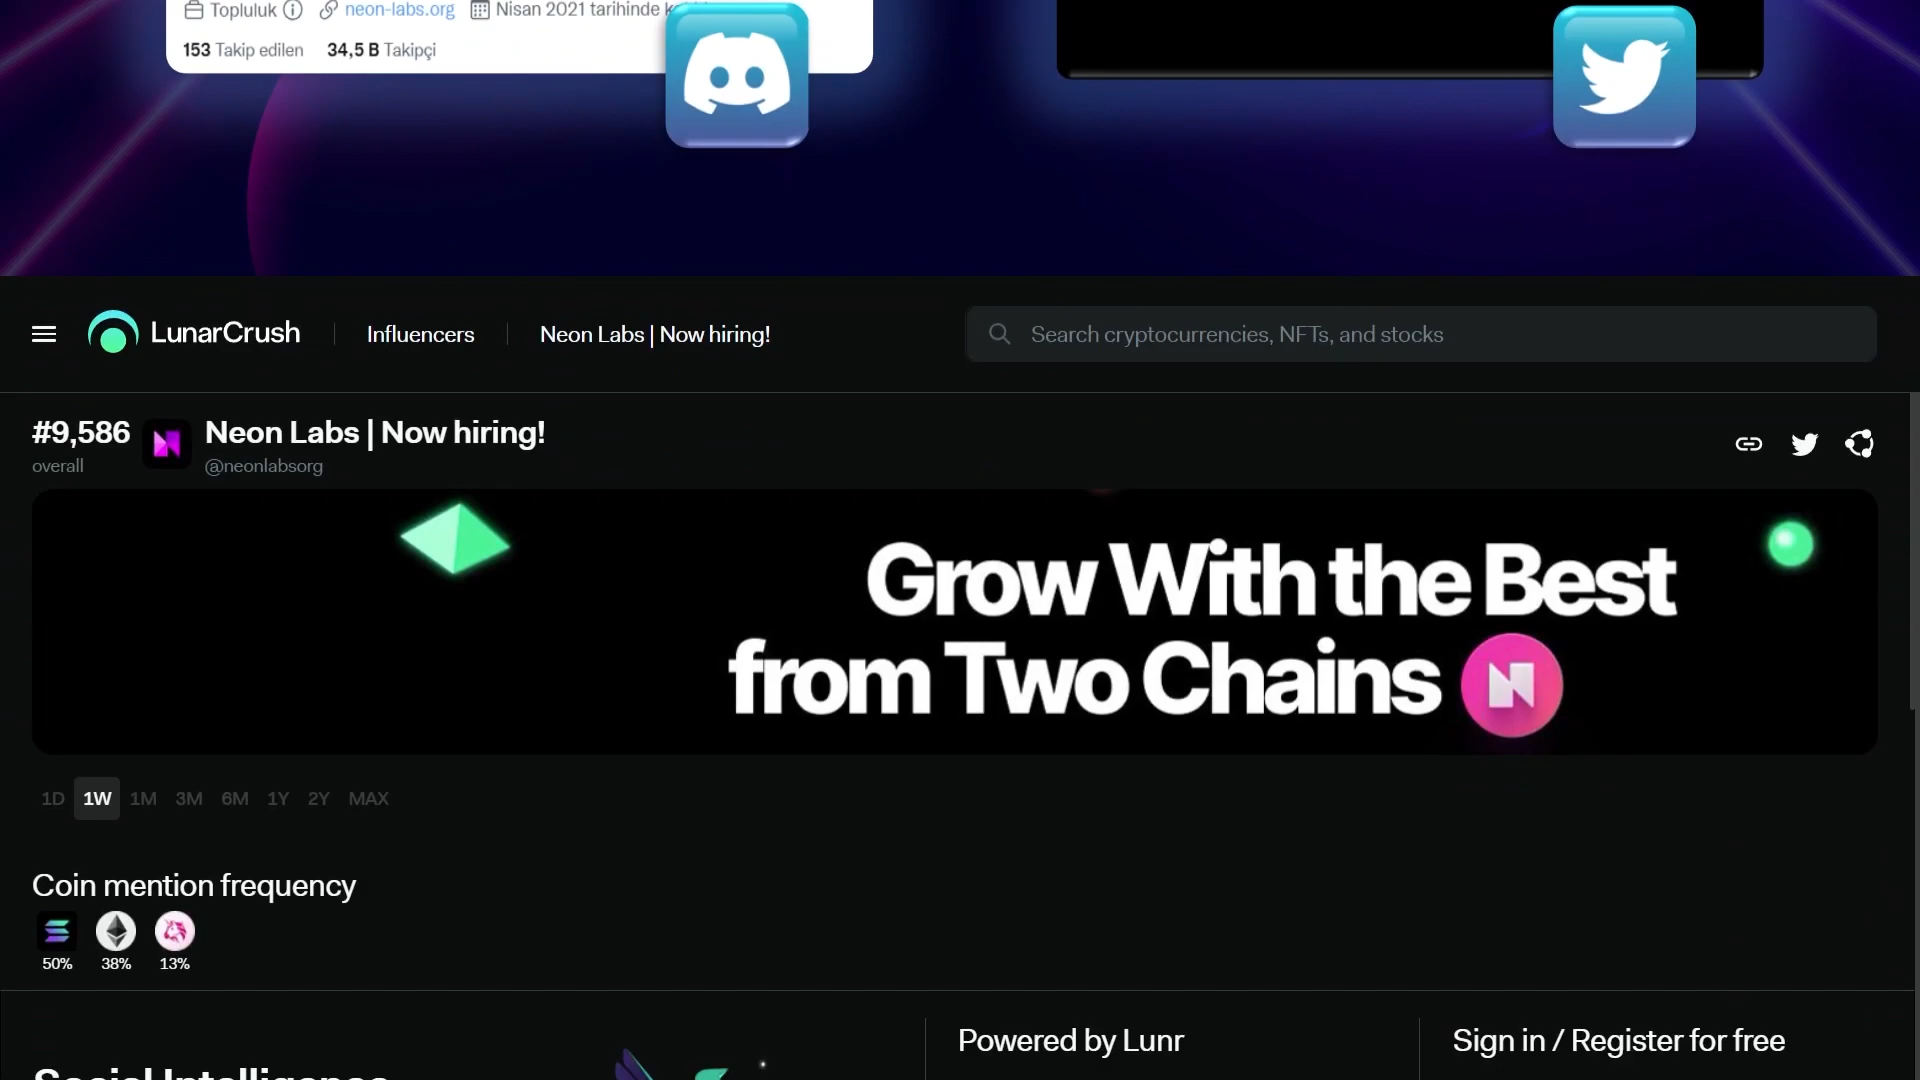 Topluluk neon-labs.org Nisan 2021 tarihinde
153 Takip edilen 34,5 B Takipçi
LunarCrush Influencers Neon Labs | Now hiring! Search cryptocurrencies, NFTs, and stocks
#9,586 Neon Labs | Now hiring!
overall @neonlabsorg
Grow With the Best
from Two Chains
1D 1W 1M 3M 6M 1Y 2Y MAX
Coin mention frequency
50% 38% 13%
Powered by Lunr Sign in / Register for free
Social Intelligence